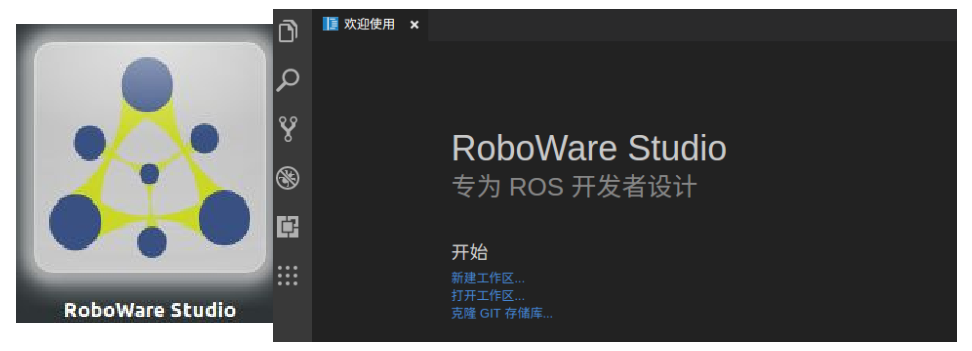 RoboWare Studio
欢迎使用
RoboWare Studio
专为 ROS 开发者设计
开始
新建工作区...
打开工作区...
克隆 GIT 存储库...